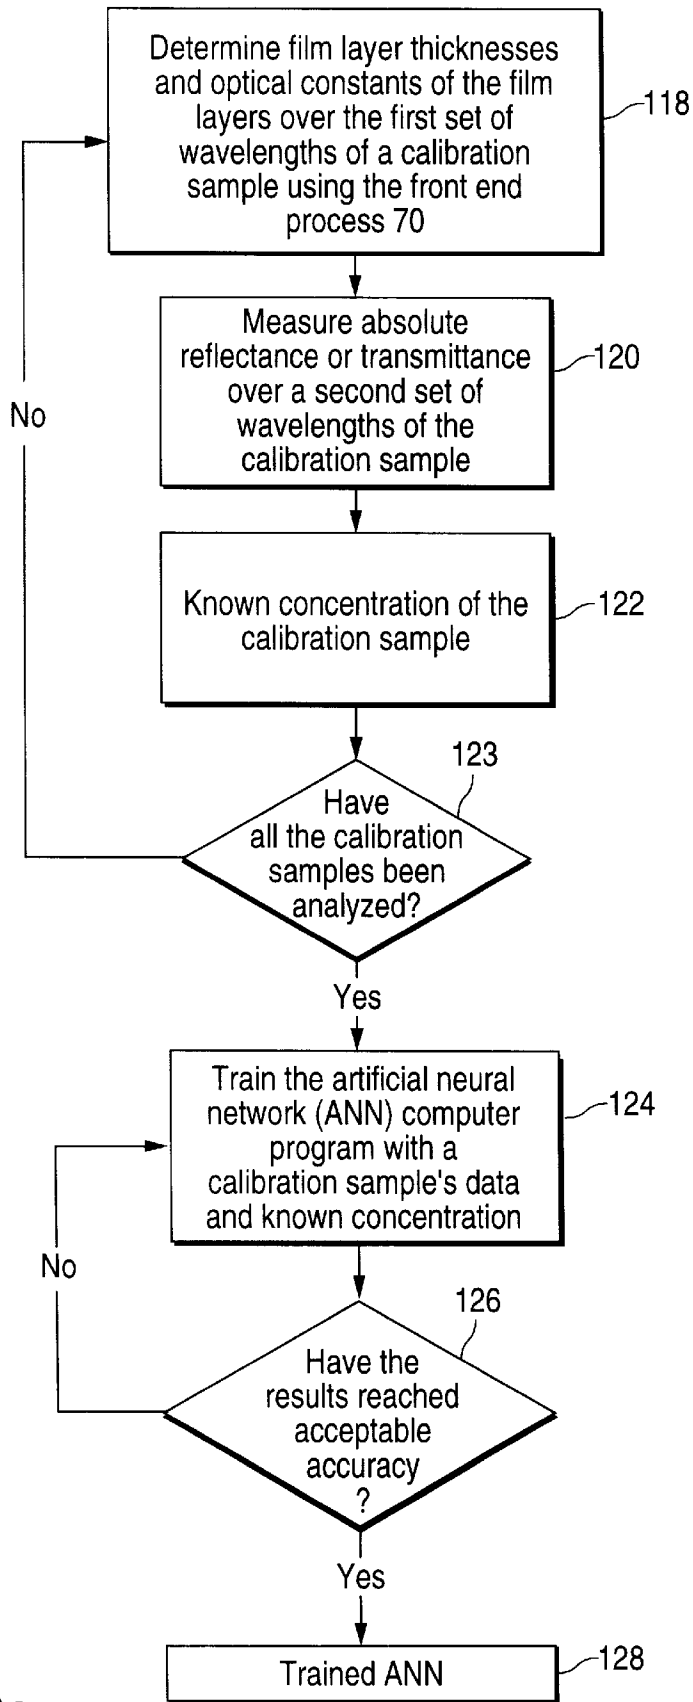 Determine film layer thicknesses
and optical constants of the film
layers over the first set of
wavelengths of a calibration
sample using the front end
process 70
118
Measure absolute
reflectance or transmittance
over a second set of
wavelengths of the
calibration sample
120
No
Known concentration of the
calibration sample
122
123
Have
all the calibration
samples been
analyzed?
Yes
Train the artificial neural
network (ANN) computer
program with a
calibration sample's data
and known concentration
124
No
126
Have the
results reached
acceptable
accuracy
?
Yes
Trained ANN
128